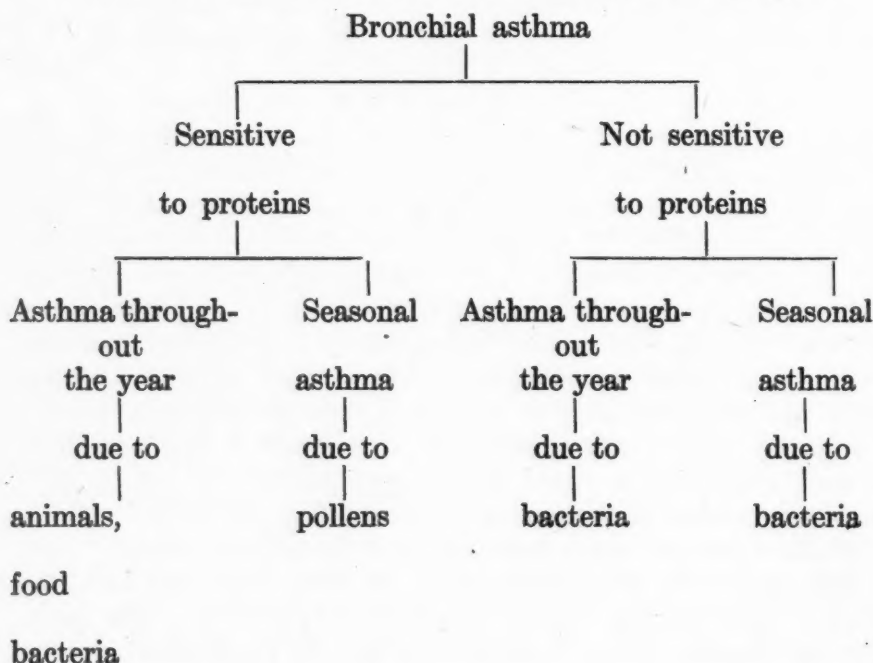 Bronchial asthma
Sensitive Not sensitive
to proteins to proteins
Asthma through- Seasonal Asthma through- Seasonal
out out
the year asthma the year asthma
due to due to due to due to
animals, pollens bacteria bacteria
food
bacteria